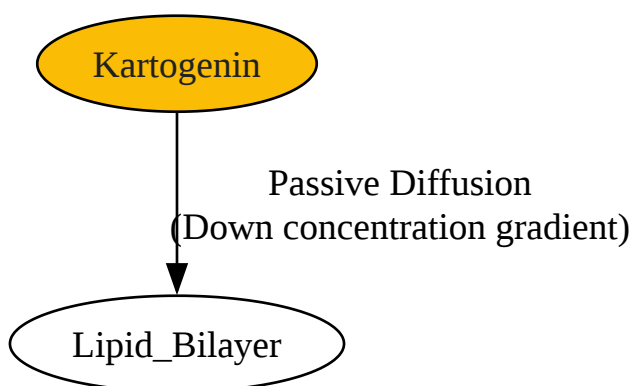 Kartogenin
Passive Diffusion
(Down concentration gradient)
Lipid_Bilayer